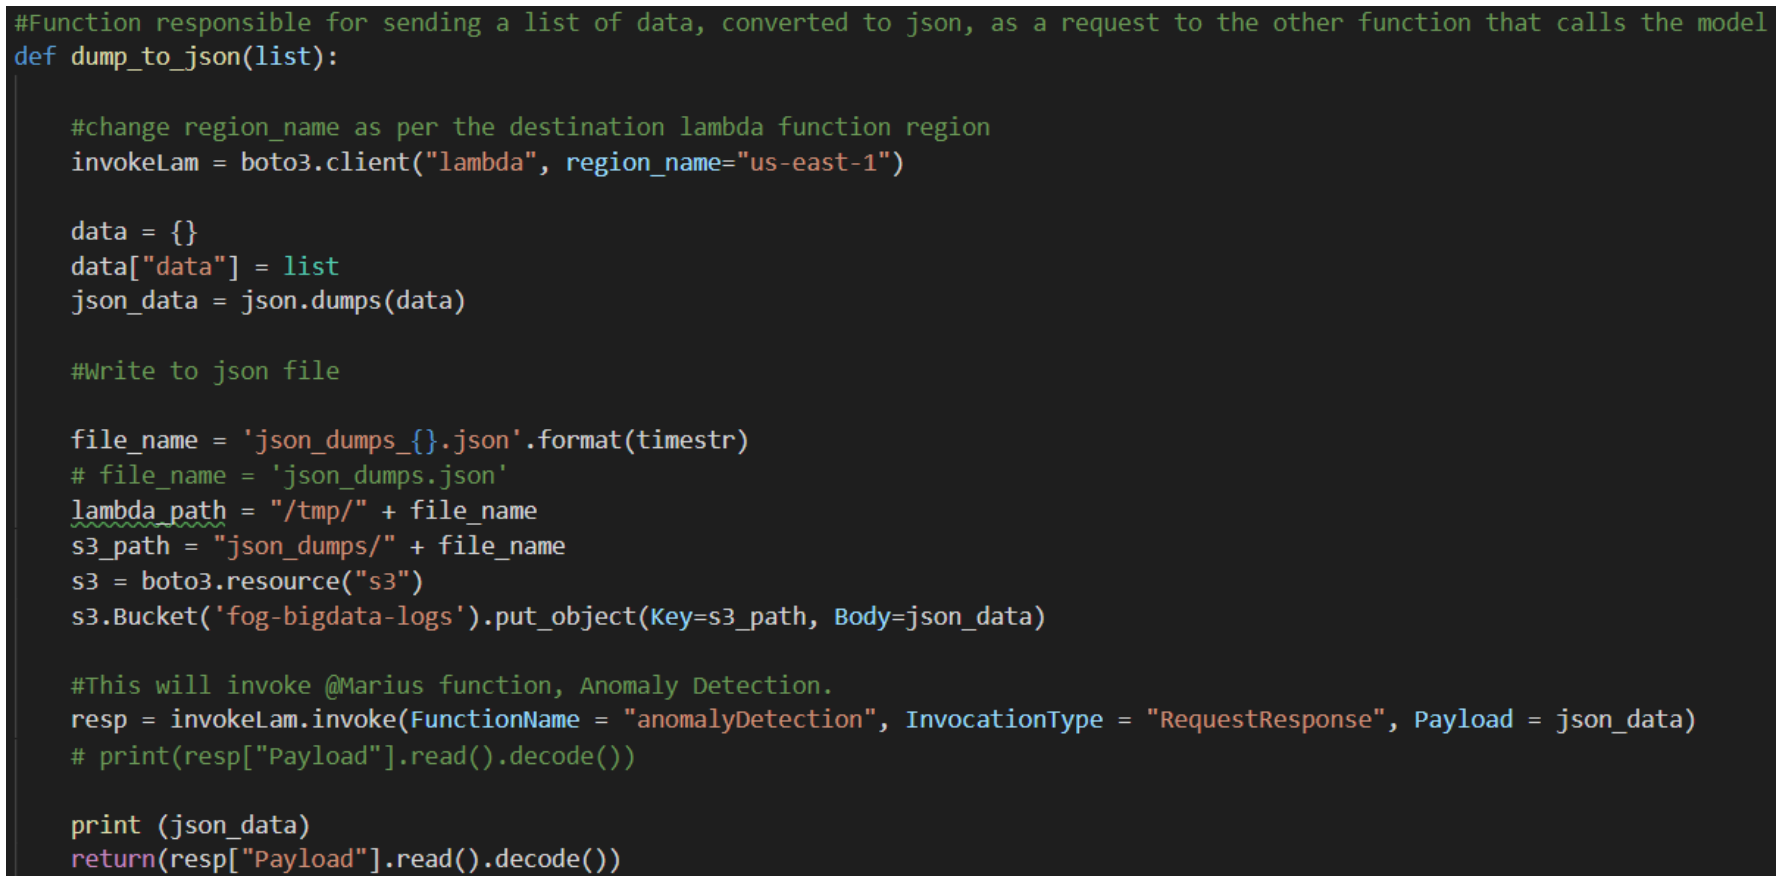 #Function responsible for sending a list of data, converted to json, as a request to the other function that calls the model
def dump_to_json(list):
#change region_name as per the destination lambda function region
invokeLam = boto3.client("lambda", region_name="us-east-1")
data = {}
data["data"] = list
json_data = json.dumps(data)
#Write to json file
file_name = 'json_dumps_{}.json'.format(timestr)
# file_name = 'json_dumps.json'
lambda_path = "/tmp/" + file_name
s3_path = "json_dumps/" + file_name
s3 = boto3.resource("s3")
s3.Bucket('fog-bigdata-logs').put_object(Key=s3_path, Body=json_data)
#This will invoke @Marius function, Anomaly Detection.
resp = invokeLam.invoke(FunctionName = "anomalyDetection", InvocationType = "RequestResponse", Payload = json_data)
# print(resp["Payload"].read().decode())
print (json_data)
return(resp["Payload"].read().decode())